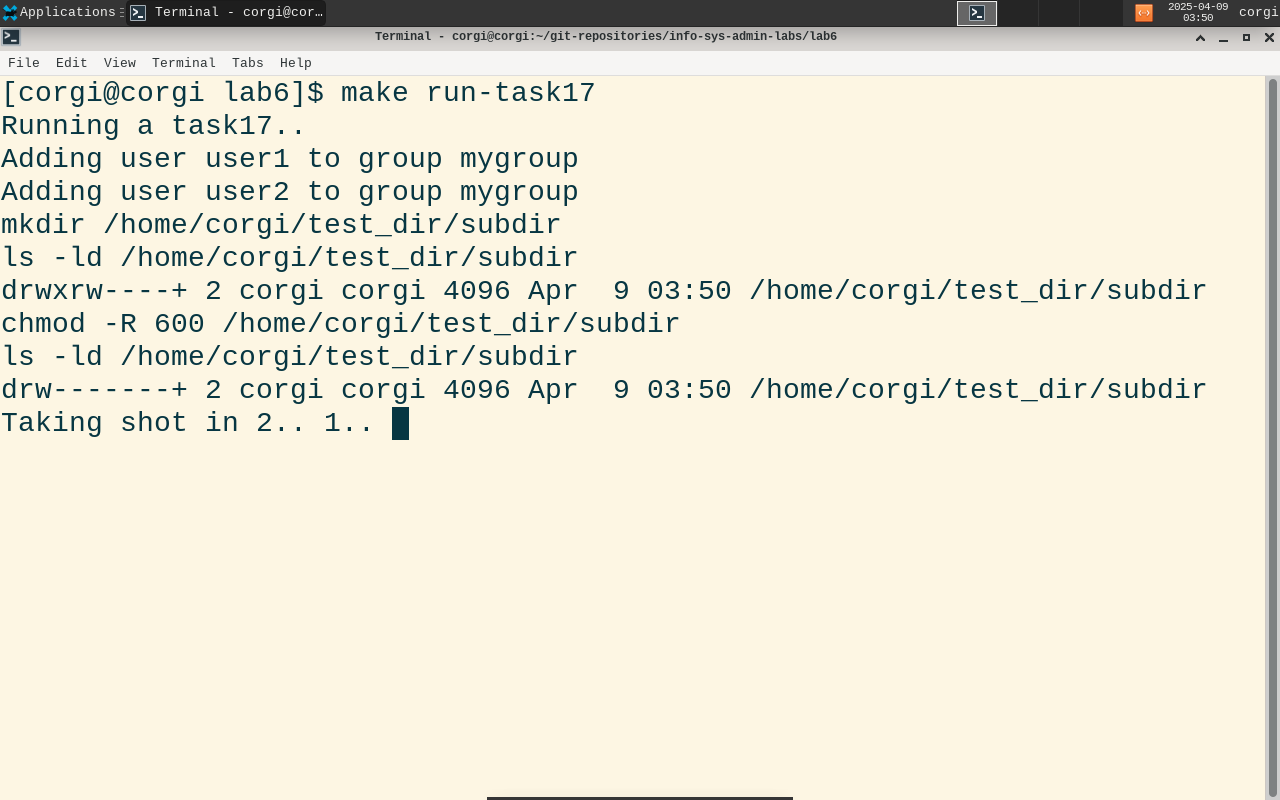 Applications
Terminal - corgi@cor...
2025-04-09
03:50
corgi
Terminal - corgi@corgi:~/git-repositories/info-sys-admin-labs/lab6
File Edit View Terminal Tabs Help
[corgi@corgi lab6]$ make run-task17
Running a task17..
Adding user user1 to group mygroup
Adding user user2 to group mygroup
mkdir /home/corgi/test_dir/subdir
ls -ld /home/corgi/test_dir/subdir
drwxrw----+ 2 corgi corgi 4096 Apr  9 03:50 /home/corgi/test_dir/subdir
chmod -R 600 /home/corgi/test_dir/subdir
ls -ld /home/corgi/test_dir/subdir
drw-------+ 2 corgi corgi 4096 Apr  9 03:50 /home/corgi/test_dir/subdir
Taking shot in 2.. 1..